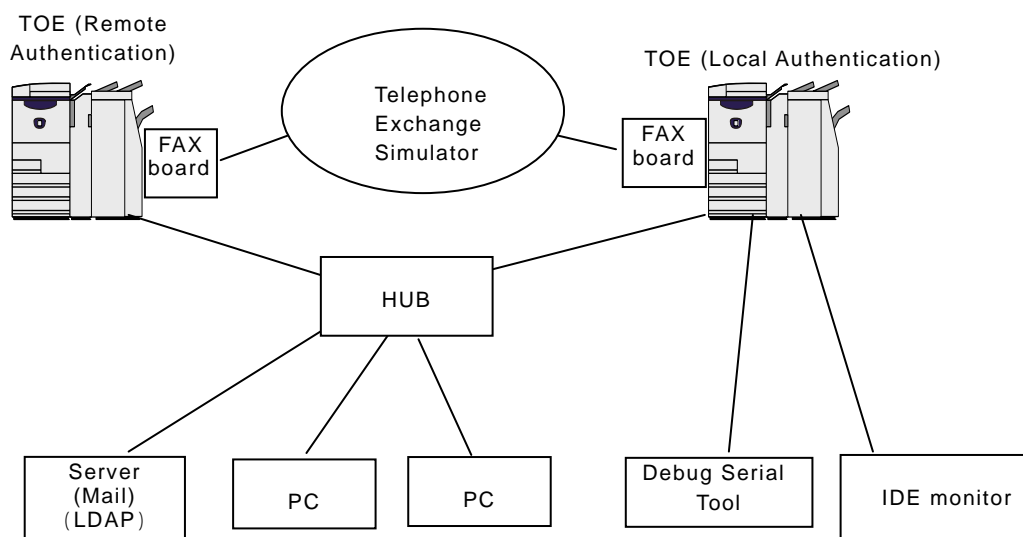 TOE (Remote
Authentication)
TOE (Local Authentication)
Telephone
Exchange
Simulator
FAX
board
FAX
board
HUB
Server
(Mail)
(LDAP)
PC
PC
Debug Serial
Tool
IDE monitor